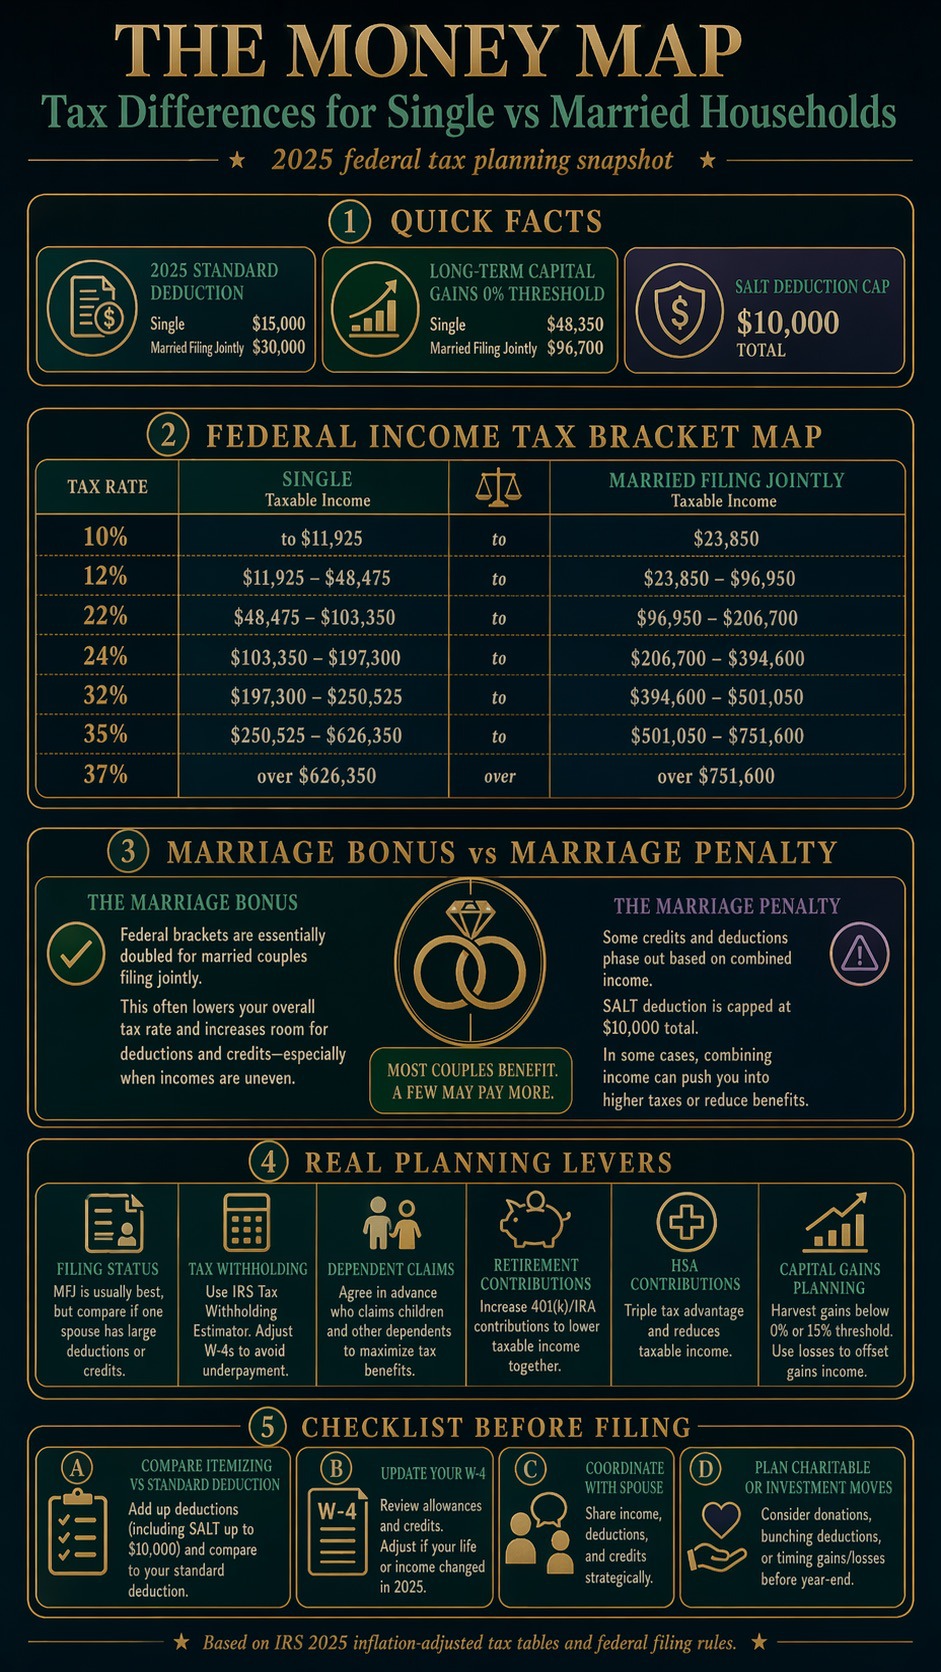 THE MONEY MAP
Tax Differences for Single vs Married Households
2025 federal tax planning snapshot
1 QUICK FACTS
2025 STANDARD
DEDUCTION
Single $15,000
Married Filing Jointly $30,000
LONG-TERM CAPITAL
GAINS 0% THRESHOLD
Single $48,350
Married Filing Jointly $96,700
SALT DEDUCTION CAP
$10,000
TOTAL
2 FEDERAL INCOME TAX BRACKET MAP
TAX RATE
SINGLE
Taxable Income
MARRIED FILING JOINTLY
Taxable Income
10% to $11,925 to $23,850
12% $11,925 – $48,475 to $23,850 – $96,950
22% $48,475 – $103,350 to $96,950 – $206,700
24% $103,350 – $197,300 to $206,700 – $394,600
32% $197,300 – $250,525 to $394,600 – $501,050
35% $250,525 – $626,350 to $501,050 – $751,600
37% over $626,350 over over $751,600
3 MARRIAGE BONUS vs MARRIAGE PENALTY
THE MARRIAGE BONUS
Federal brackets are essentially
doubled for married couples
filing jointly.
This often lowers your overall
tax rate and increases room for
deductions and credits—especially
when incomes are uneven.
MOST COUPLES BENEFIT.
A FEW MAY PAY MORE.
THE MARRIAGE PENALTY
Some credits and deductions
phase out based on combined
income.
SALT deduction is capped at
$10,000 total.
In some cases, combining
income can push you into
higher taxes or reduce benefits.
4 REAL PLANNING LEVERS
FILING STATUS
MFJ is usually best,
but compare if one
spouse has large
deductions or
credits.
TAX WITHHOLDING
Use IRS Tax
Withholding
Estimator. Adjust
W-4s to avoid
underpayment.
DEPENDENT CLAIMS
Agree in advance
who claims children
and other dependents
to maximize tax
benefits.
RETIREMENT
CONTRIBUTIONS
Increase 401(k)/IRA
contributions to lower
taxable income
together.
HSA
CONTRIBUTIONS
Triple tax advantage
and reduces
taxable income.
CAPITAL GAINS
PLANNING
Harvest gains below
0% or 15% threshold.
Use losses to offset
gains income.
5 CHECKLIST BEFORE FILING
A
COMPARE ITEMIZING
VS STANDARD DEDUCTION
Add up deductions
(including SALT up to
$10,000) and compare
to your standard
deduction.
B
UPDATE YOUR W-4
W-4
Review allowances
and credits.
Adjust if your life
or income changed
in 2025.
C
COORDINATE
WITH SPOUSE
Share income,
deductions,
and credits
strategically.
D
PLAN CHARITABLE
OR INVESTMENT MOVES
Consider donations,
bunching deductions,
or timing gains/losses
before year-end.
Based on IRS 2025 inflation-adjusted tax tables and federal filing rules.